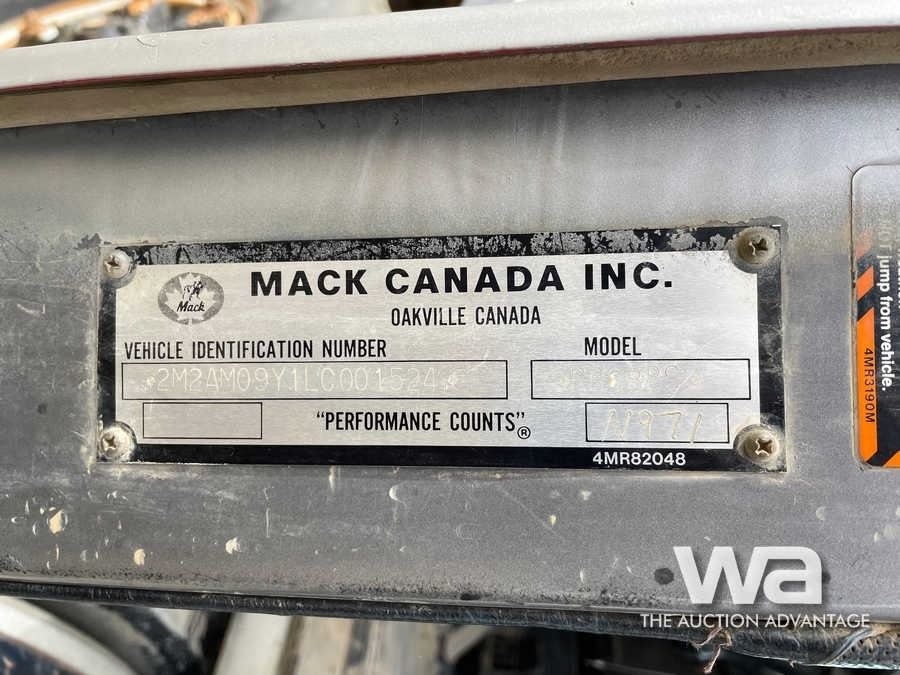 MACK CANADA INC.
Mack
OAKVILLE CANADA
VEHICLE IDENTIFICATION NUMBER
MODEL
*2M2AM09Y1LC001524*
"PERFORMANCE COUNTS"®
N971
4MR82048
jump from vehicle.
4MR3190M
wa
THE AUCTION ADVANTAGE